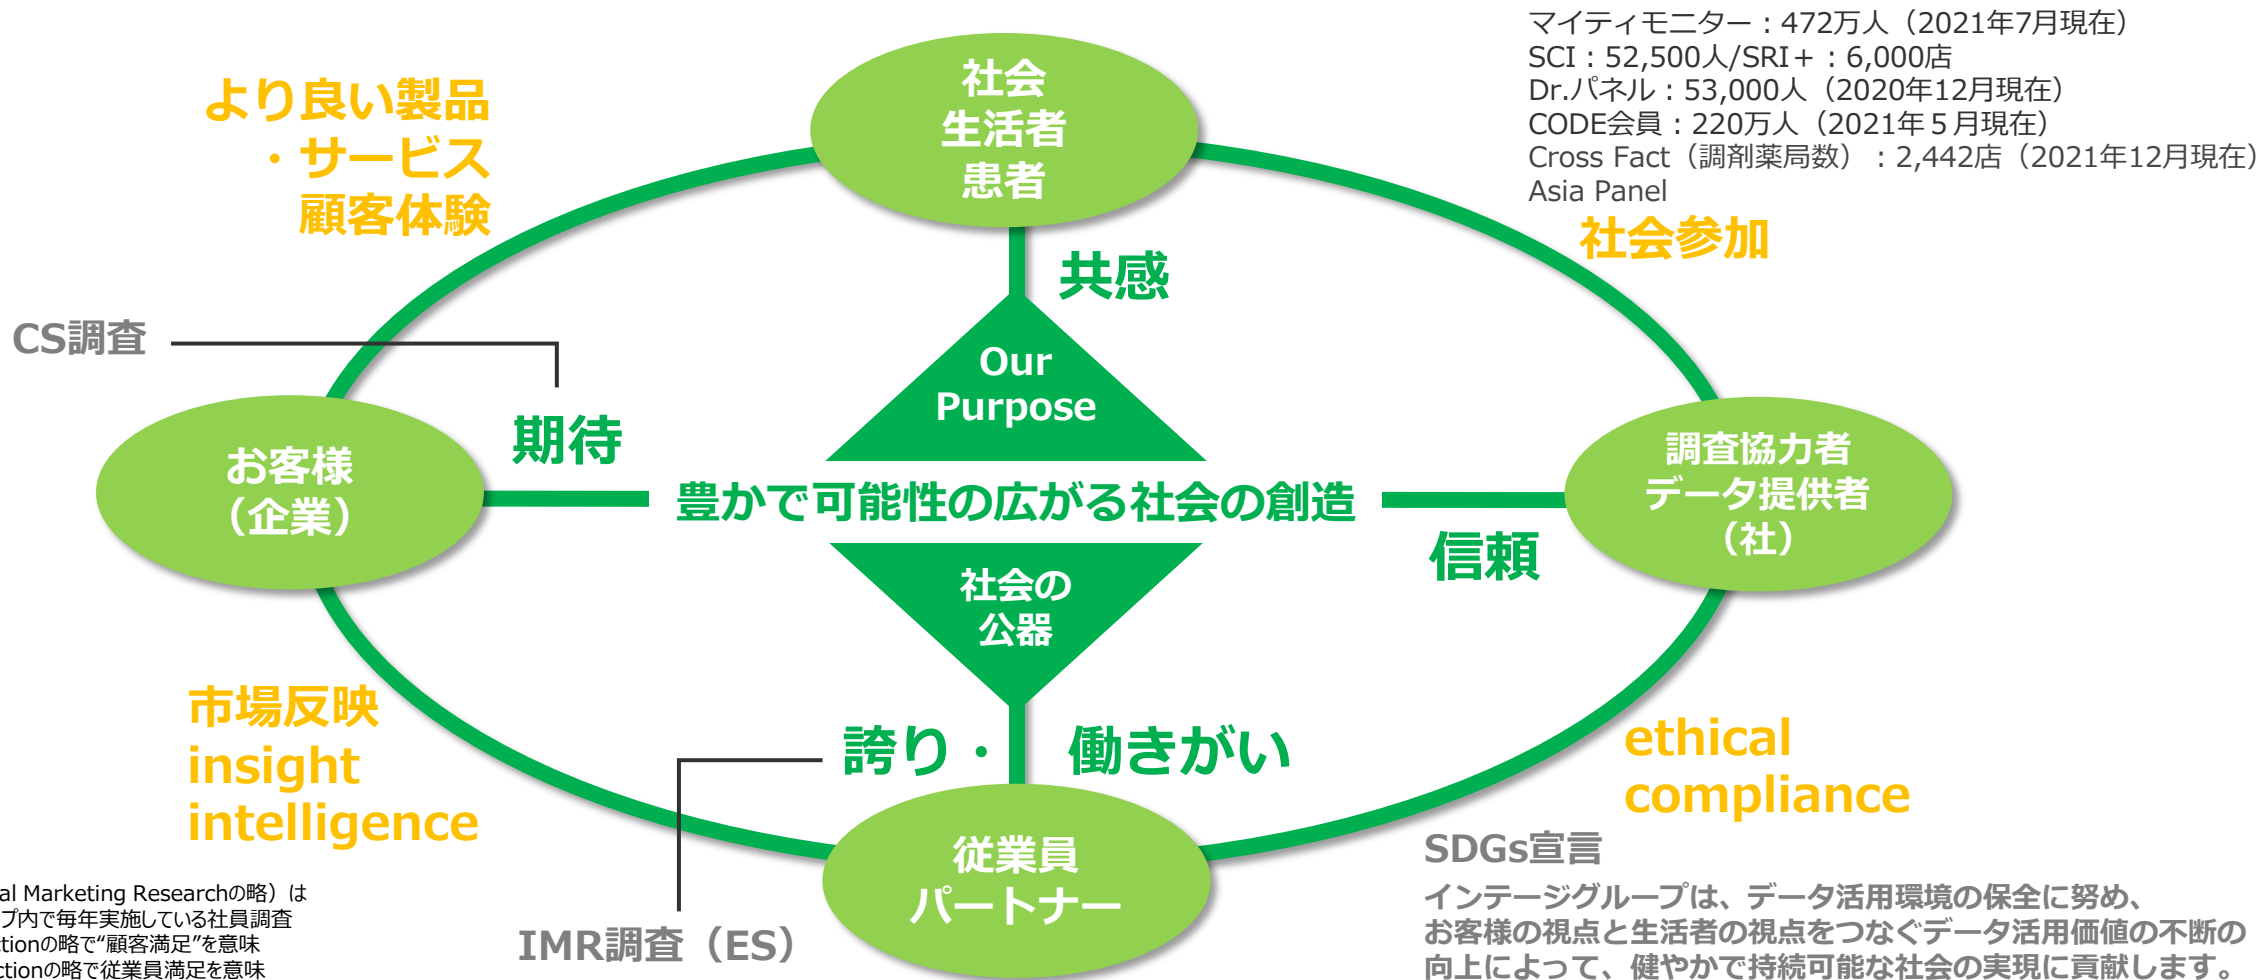 マイティモニター：472万人（2021年7月現在）
SCI：52,500人/SRI＋：6,000店
Dr.パネル：53,000人（2020年12月現在）
CODE会員：220万人（2021年５月現在）
Cross Fact（調剤薬局数）：2,442店（2021年12月現在）
Asia Panel
社会
生活者
患者
より良い製品
・サービス
顧客体験
社会参加
共感
CS調査
Our
Purpose
期待
お客様
（企業）
調査協力者
データ提供者
（社）
豊かで可能性の広がる社会の創造
信頼
社会の
公器
市場反映
insight
intelligence
誇り・ 働きがい
ethical
compliance
従業員
パートナー
IMR調査（ES）
SDGs宣言
インテージグループは、データ活用環境の保全に努め、
お客様の視点と生活者の視点をつなぐデータ活用価値の不断の
向上によって、健やかで持続可能な社会の実現に貢献します。
al Marketing Researchの略）は
プ内で毎年実施している社員調査
ctionの略で“顧客満足”を意味
ctionの略で従業員満足を意味